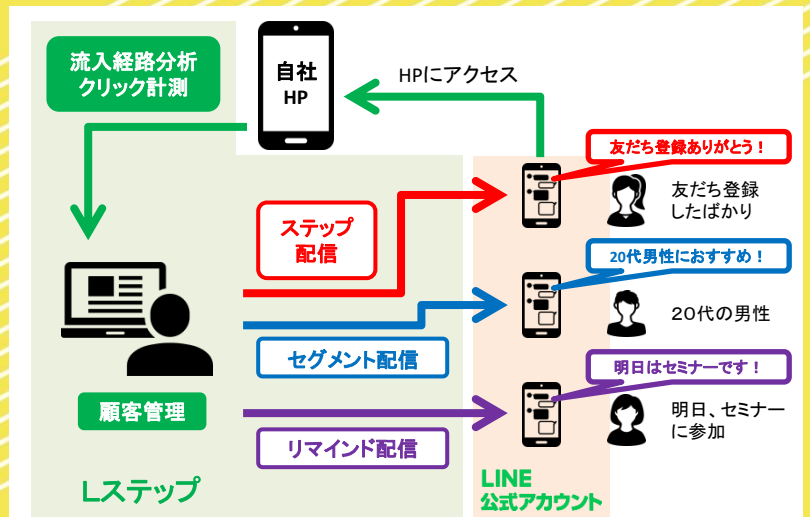 流入経路分析
クリック計測
自社
HP
HPにアクセス
友だち登録ありがとう！
友だち登録
したばかり
ステップ
配信
20代男性におすすめ！
20代の男性
セグメント配信
明日はセミナーです！
明日、セミナー
に参加
顧客管理
リマインド配信
Lステップ
LINE
公式アカウント